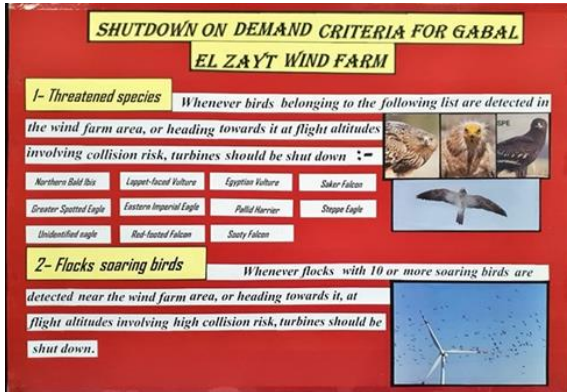 SHUTDOWN ON DEMAND CRITERIA FOR GABAL
EL ZAYT WIND FARM
1- Threatened species
Whenever birds belonging to the following list are detected in
the wind farm area, or heading towards it at flight altitudes
involving collision risk, turbines should be shut down :-
Northern Bald Ibis
Lappet-faced Vulture
Egyptian Vulture
Saker Falcon
Greater Spotted Eagle
Eastern Imperial Eagle
Pallid Harrier
Steppe Eagle
Unidentified eagle
Red-footed Falcon
Sooty Falcon
2- Flocks soaring birds
Whenever flocks with 10 or more soaring birds are
detected near the wind farm area, or heading towards it, at
flight altitudes involving high collision risk, turbines should be
shut down.